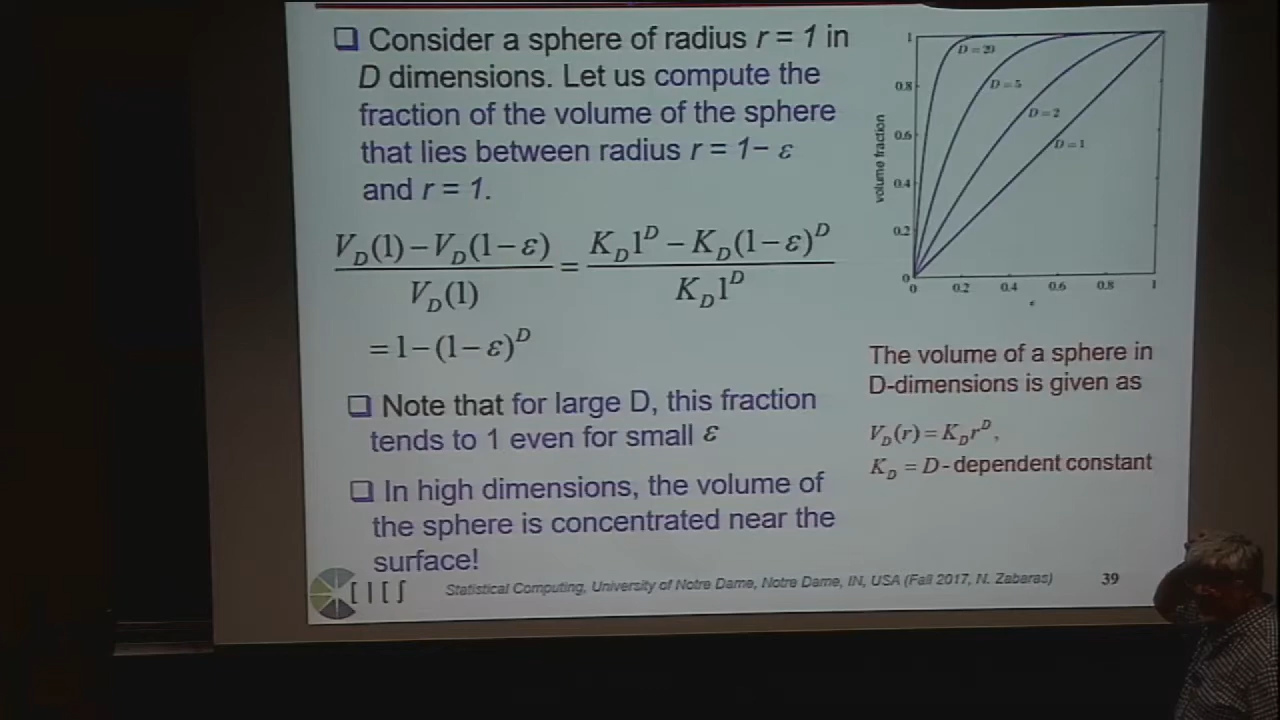 ❑ Consider a sphere of radius r = 1 in
D dimensions. Let us compute the
fraction of the volume of the sphere
that lies between radius r = 1− ε
and r = 1.
V_D(1) − V_D(1−ε) / V_D(1) = K_D 1^D − K_D(1−ε)^D / K_D 1^D
= 1−(1−ε)^D
❑ Note that for large D, this fraction
tends to 1 even for small ε
❑ In high dimensions, the volume of
the sphere is concentrated near the
surface!
volume fraction
1
0.8
0.6
0.4
0.2
0
D = 20
D = 5
D = 2
D = 1
0 0.2 0.4 0.6 0.8 1
ε
The volume of a sphere in
D-dimensions is given as
V_D(r) = K_D r^D,
K_D = D - dependent constant
Statistical Computing, University of Notre Dame, Notre Dame, IN, USA (Fall 2017, N. Zabaras)
39